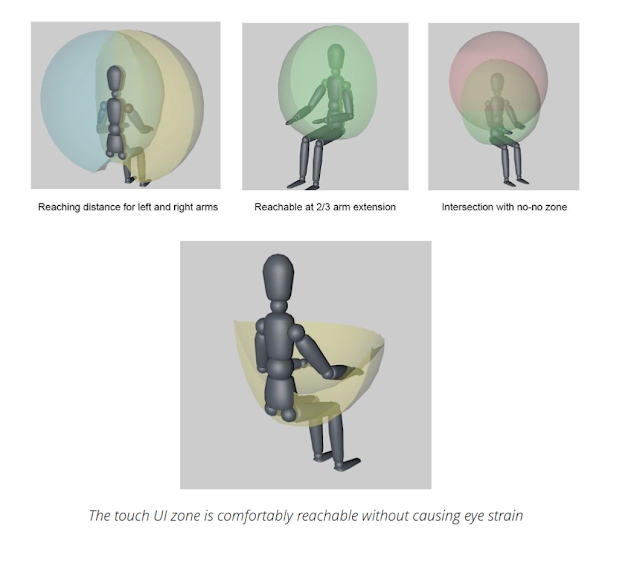 Reaching distance for left and right arms
Reachable at 2/3 arm extension
Intersection with no-no zone
The touch UI zone is comfortably reachable without causing eye strain